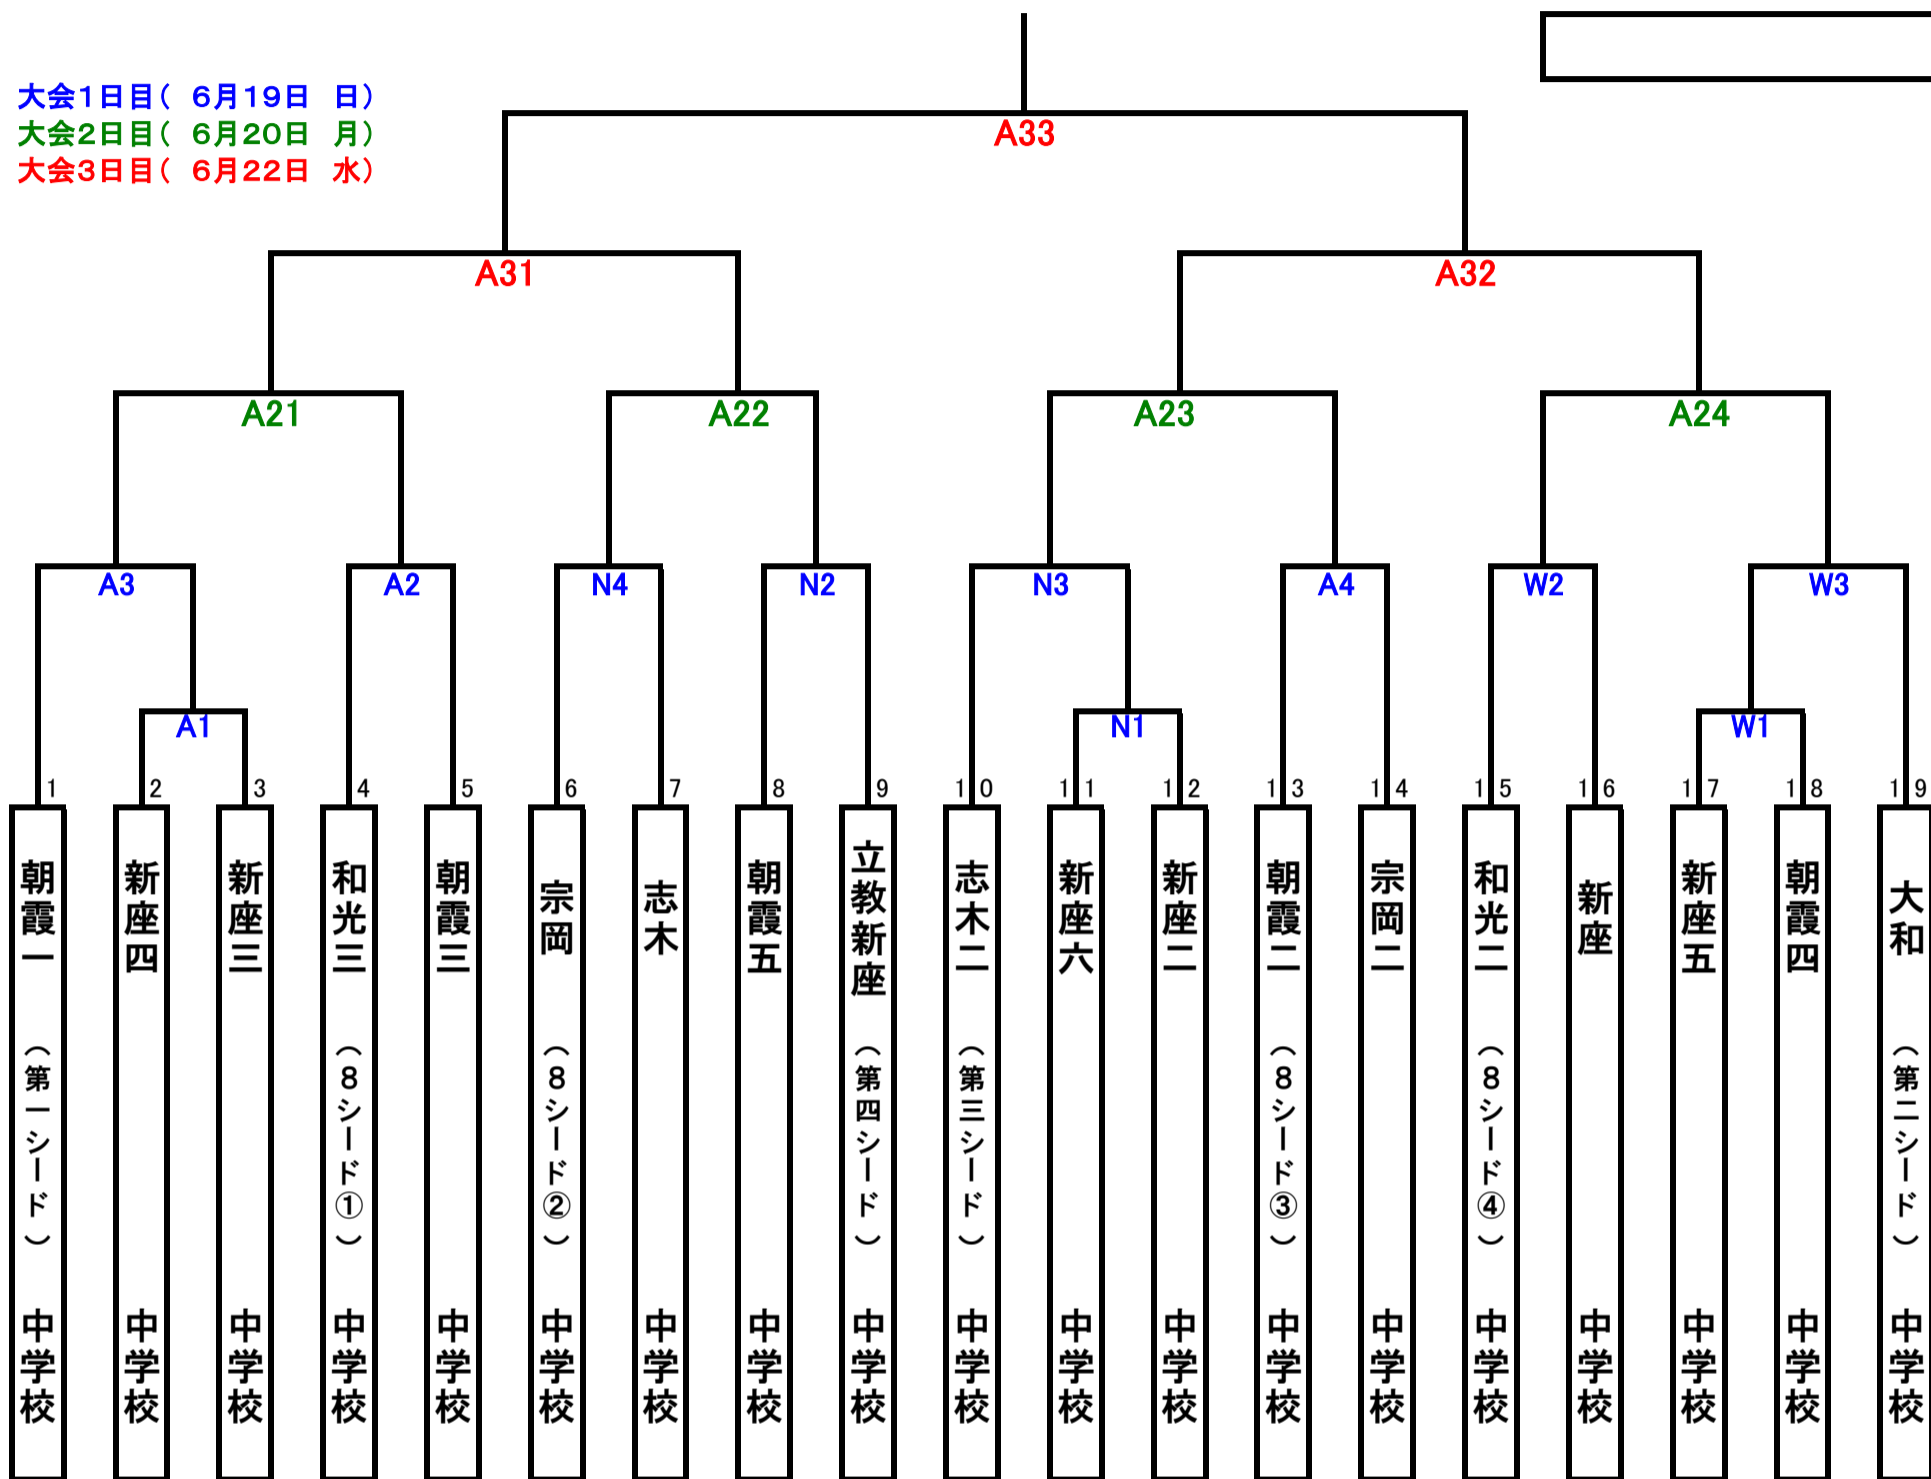 大会1日目( 6月19日 日)
大会2日目( 6月20日 月)
大会3日目( 6月22日 水)
A33
A31
A32
A21
A22
A23
A24
A3
A2
N4
N2
N3
A4
W2
W3
A1
N1
W1
1
2
3
4
5
6
7
8
9
10
11
12
13
14
15
16
17
18
19
朝霞一（第一シード）中学校
新座四中学校
新座三中学校
和光三（8シード①）中学校
朝霞三中学校
宗岡（8シード②）中学校
志木中学校
朝霞五中学校
立教新座（第四シード）中学校
志木二（第三シード）中学校
新座六中学校
新座二中学校
朝霞二（8シード③）中学校
宗岡二中学校
和光二（8シード④）中学校
新座中学校
新座五中学校
朝霞四中学校
大和（第二シード）中学校